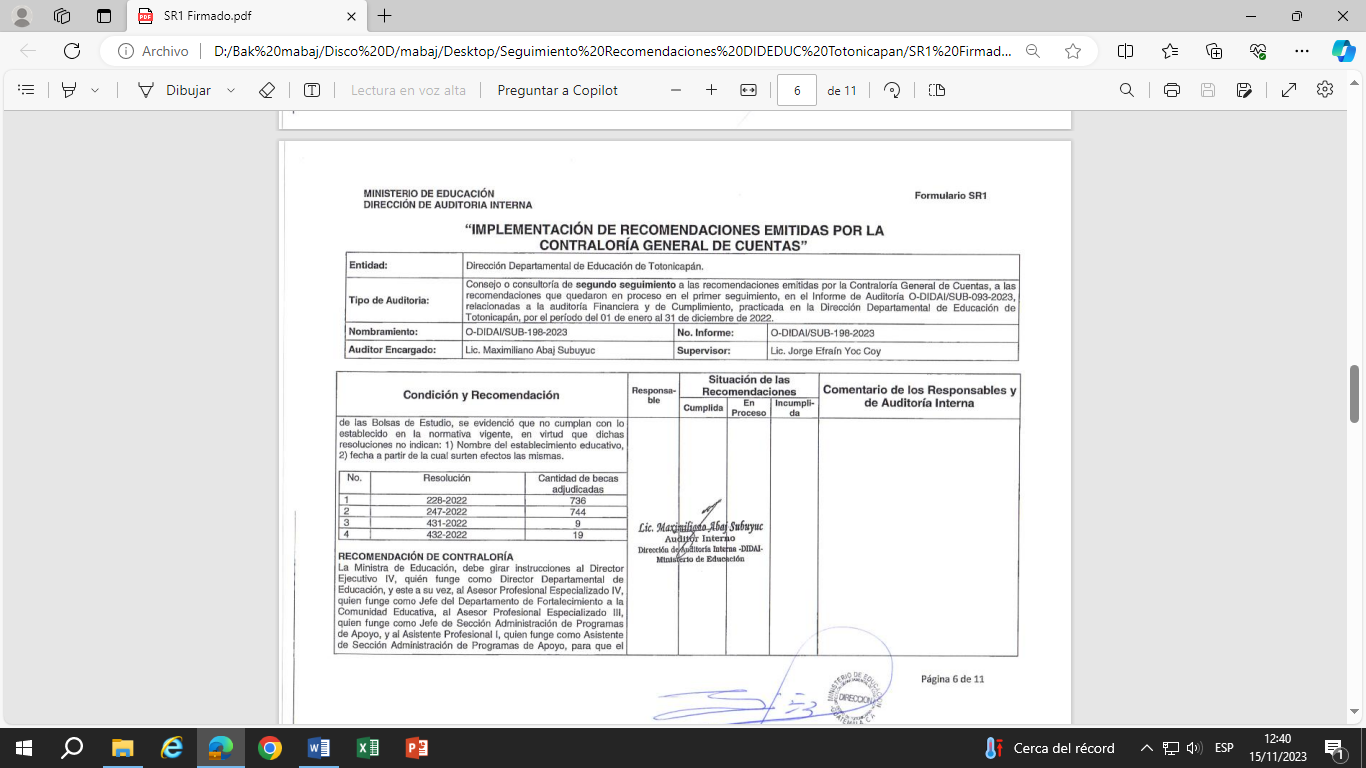 SR1 Firmado.pdf
Archivo
D:/Bak%20mabaj/Disco%20D/mabaj/Desktop/Seguimiento%20Recomendaciones%20DIDEDUC%20Totonicapan/SR1%20Firmad...
Dibujar
Lectura en voz alta
Preguntar a Copilot
6
de 11
MINISTERIO DE EDUCACIÓN
DIRECCIÓN DE AUDITORIA INTERNA
Formulario SR1
“IMPLEMENTACIÓN DE RECOMENDACIONES EMITIDAS POR LA
CONTRALORÍA GENERAL DE CUENTAS”
Entidad: Dirección Departamental de Educación de Totonicapán.
Tipo de Auditoria:
Consejo o consultoría de segundo seguimiento a las recomendaciones emitidas por la Contraloría General de Cuentas, a las
recomendaciones que quedaron en proceso en el primer seguimiento, en el Informe de Auditoría O-DIDAI/SUB-093-2023,
relacionadas a la auditoría Financiera y de Cumplimiento, practicada en la Dirección Departamental de Educación de
Totonicapán, por el período del 01 de enero al 31 de diciembre de 2022.
Nombramiento: O-DIDAI/SUB-198-2023 No. Informe: O-DIDAI/SUB-198-2023
Auditor Encargado: Lic. Maximiliano Abaj Subuyuc Supervisor: Lic. Jorge Efraín Yoc Coy
Condición y Recomendación
Responsa-
ble
Situación de las
Recomendaciones
Cumplida
En
Proceso
Incumpli-
da
Comentario de los Responsables y
de Auditoría Interna
de las Bolsas de Estudio, se evidenció que no cumplan con lo
establecido en la normativa vigente, en virtud que dichas
resoluciones no indican: 1) Nombre del establecimiento educativo,
2) fecha a partir de la cual surten efectos las mismas.
No. Resolución Cantidad de becas
adjudicadas
1 228-2022 736
2 247-2022 744
3 431-2022 9
4 432-2022 19
RECOMENDACIÓN DE CONTRALORÍA
La Ministra de Educación, debe girar instrucciones al Director
Ejecutivo IV, quién funge como Director Departamental de
Educación, y este a su vez, al Asesor Profesional Especializado IV,
quien funge como Jefe del Departamento de Fortalecimiento a la
Comunidad Educativa, al Asesor Profesional Especializado III,
quien funge como Jefe de Sección Administración de Programas
de Apoyo, y al Asistente Profesional I, quien funge como Asistente
de Sección Administración de Programas de Apoyo, para que el
Lic. Maximiliano Abaj Subuyuc
Auditor Interno
Dirección de Auditoría Interna -DIDAI-
Ministerio de Educación
Página 6 de 11
MINISTERIO DE EDUCA
DIRECCION
GUATEMALA, C.A.
Cerca del récord
ESP
12:40
15/11/2023
1